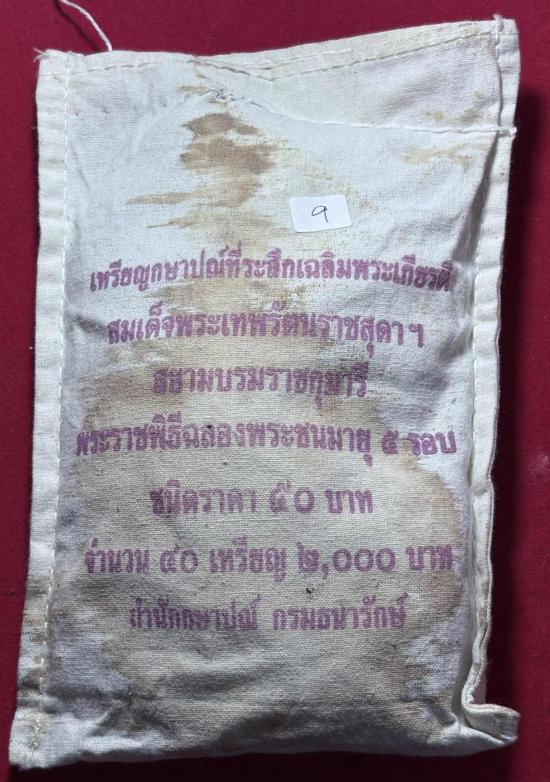 9
เหรียญกษาปณ์ที่ระลึกเฉลิมพระเกียรติ
สมเด็จพระเทพรัตนราชสุดาฯ
สยามบรมราชกุมารี
พระราชพิธีฉลองพระชนมายุ ๕ รอบ
ชนิดราคา ๕๐ บาท
จำนวน ๔๐ เหรียญ ๒,๐๐๐ บาท
สำนักกษาปณ์ กรมธนารักษ์